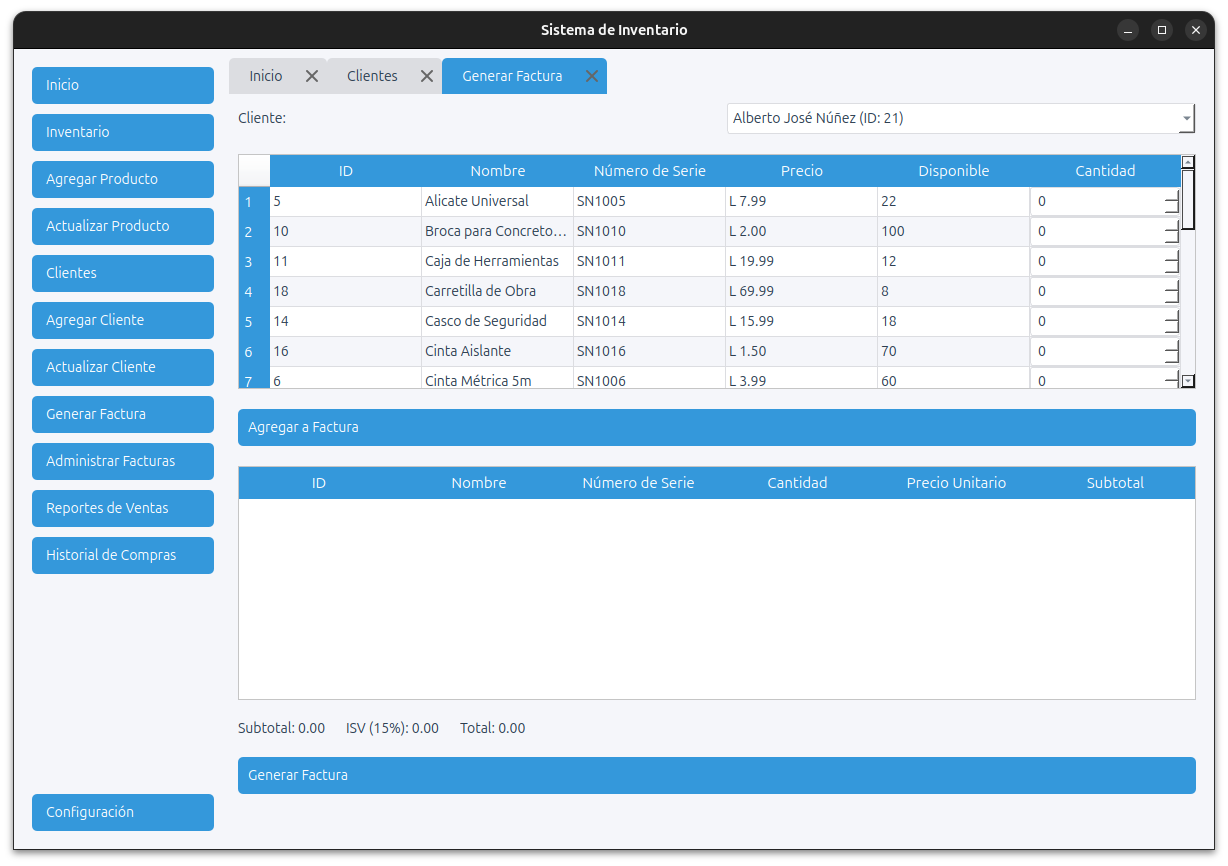 Sistema de Inventario
Inicio
Inventario
Agregar Producto
Actualizar Producto
Clientes
Agregar Cliente
Actualizar Cliente
Generar Factura
Administrar Facturas
Reportes de Ventas
Historial de Compras
Configuración
Inicio Clientes Generar Factura
Cliente: Alberto José Núñez (ID: 21)
ID Nombre Número de Serie Precio Disponible Cantidad
1 5 Alicate Universal SN1005 L 7.99 22 0
2 10 Broca para Concreto... SN1010 L 2.00 100 0
3 11 Caja de Herramientas SN1011 L 19.99 12 0
4 18 Carretilla de Obra SN1018 L 69.99 8 0
5 14 Casco de Seguridad SN1014 L 15.99 18 0
6 16 Cinta Aislante SN1016 L 1.50 70 0
7 6 Cinta Métrica 5m SN1006 L 3.99 60 0
Agregar a Factura
ID Nombre Número de Serie Cantidad Precio Unitario Subtotal
Subtotal: 0.00 ISV (15%): 0.00 Total: 0.00
Generar Factura